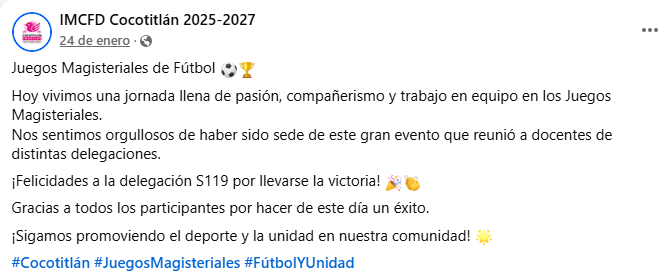 IMCFD Cocotitlán 2025-2027
24 de enero ·
Juegos Magisteriales de Fútbol ⚽🏆
Hoy vivimos una jornada llena de pasión, compañerismo y trabajo en equipo en los Juegos
Magisteriales.
Nos sentimos orgullosos de haber sido sede de este gran evento que reunió a docentes de
distintas delegaciones.
¡Felicidades a la delegación S119 por llevarse la victoria! 🎉👏
Gracias a todos los participantes por hacer de este día un éxito.
¡Sigamos promoviendo el deporte y la unidad en nuestra comunidad! 🌟
#Cocotitlán #JuegosMagisteriales #FútbolYUnidad